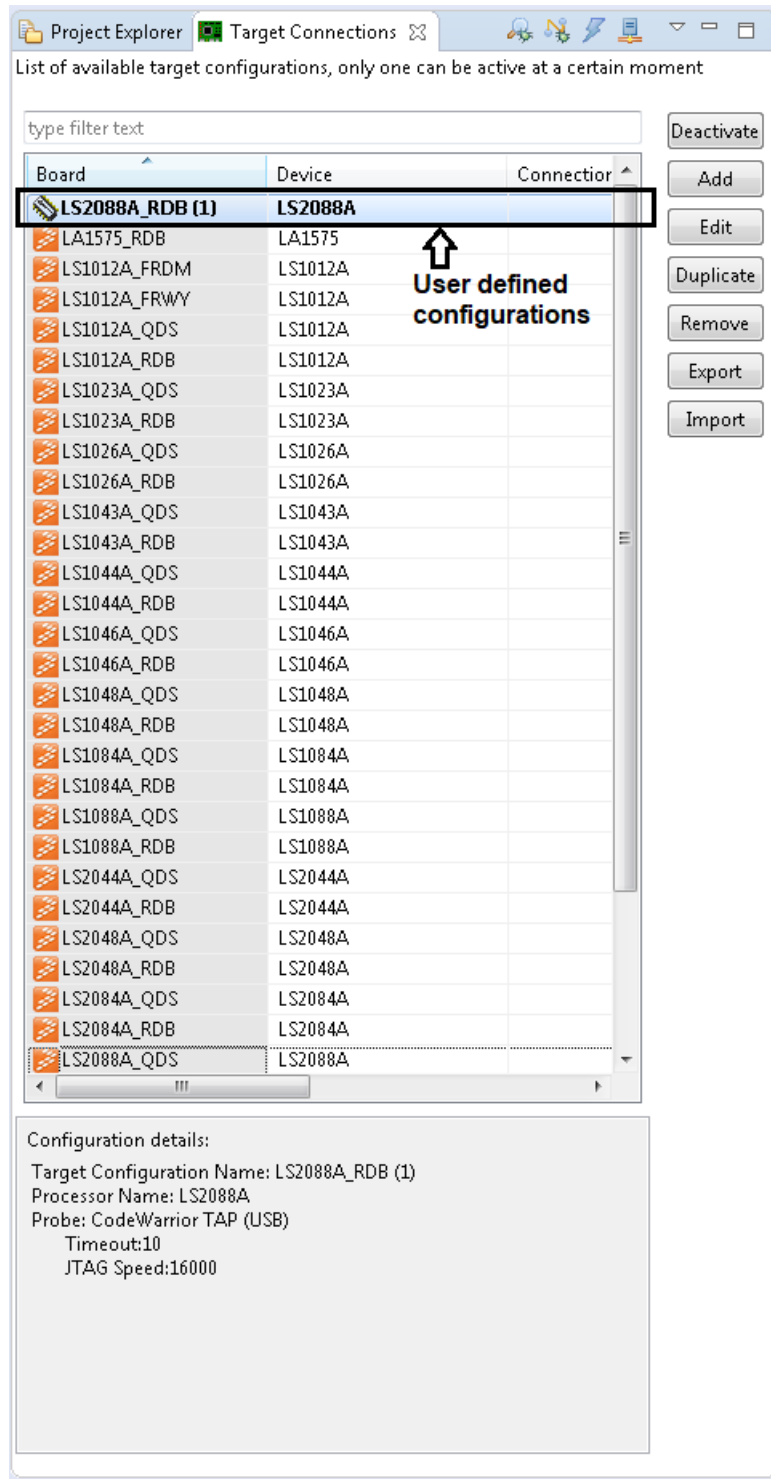 Project Explorer Target Connections
List of available target configurations, only one can be active at a certain moment
type filter text
Deactivate
Board Device Connection
Add
LS2088A_RDB (1) LS2088A
Edit
LA1575_RDB LA1575
LS1012A_FRDM LS1012A
User defined
configurations
Duplicate
LS1012A_FRWY LS1012A
LS1012A_QDS LS1012A
Remove
LS1012A_RDB LS1012A
Export
LS1023A_QDS LS1023A
LS1023A_RDB LS1023A
Import
LS1026A_QDS LS1026A
LS1026A_RDB LS1026A
LS1043A_QDS LS1043A
LS1043A_RDB LS1043A
LS1044A_QDS LS1044A
LS1044A_RDB LS1044A
LS1046A_QDS LS1046A
LS1046A_RDB LS1046A
LS1048A_QDS LS1048A
LS1048A_RDB LS1048A
LS1084A_QDS LS1084A
LS1084A_RDB LS1084A
LS1088A_QDS LS1088A
LS1088A_RDB LS1088A
LS2044A_QDS LS2044A
LS2044A_RDB LS2044A
LS2048A_QDS LS2048A
LS2048A_RDB LS2048A
LS2084A_QDS LS2084A
LS2084A_RDB LS2084A
LS2088A_QDS LS2088A
Configuration details:
Target Configuration Name: LS2088A_RDB (1)
Processor Name: LS2088A
Probe: CodeWarrior TAP (USB)
Timeout:10
JTAG Speed:16000